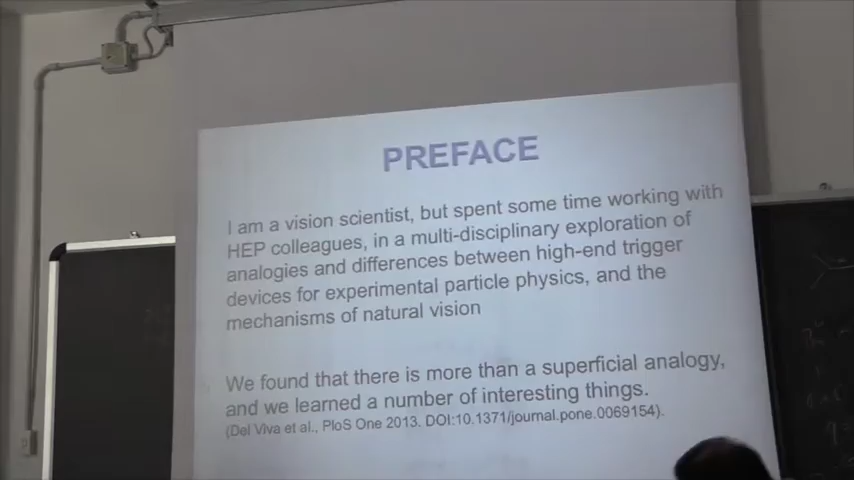 PREFACE
I am a vision scientist, but spent some time working with
HEP colleagues, in a multi-disciplinary exploration of
analogies and differences between high-end trigger
devices for experimental particle physics, and the
mechanisms of natural vision
We found that there is more than a superficial analogy,
and we learned a number of interesting things.
(Del Viva et al., PloS One 2013. DOI:10.1371/journal.pone.0069154).